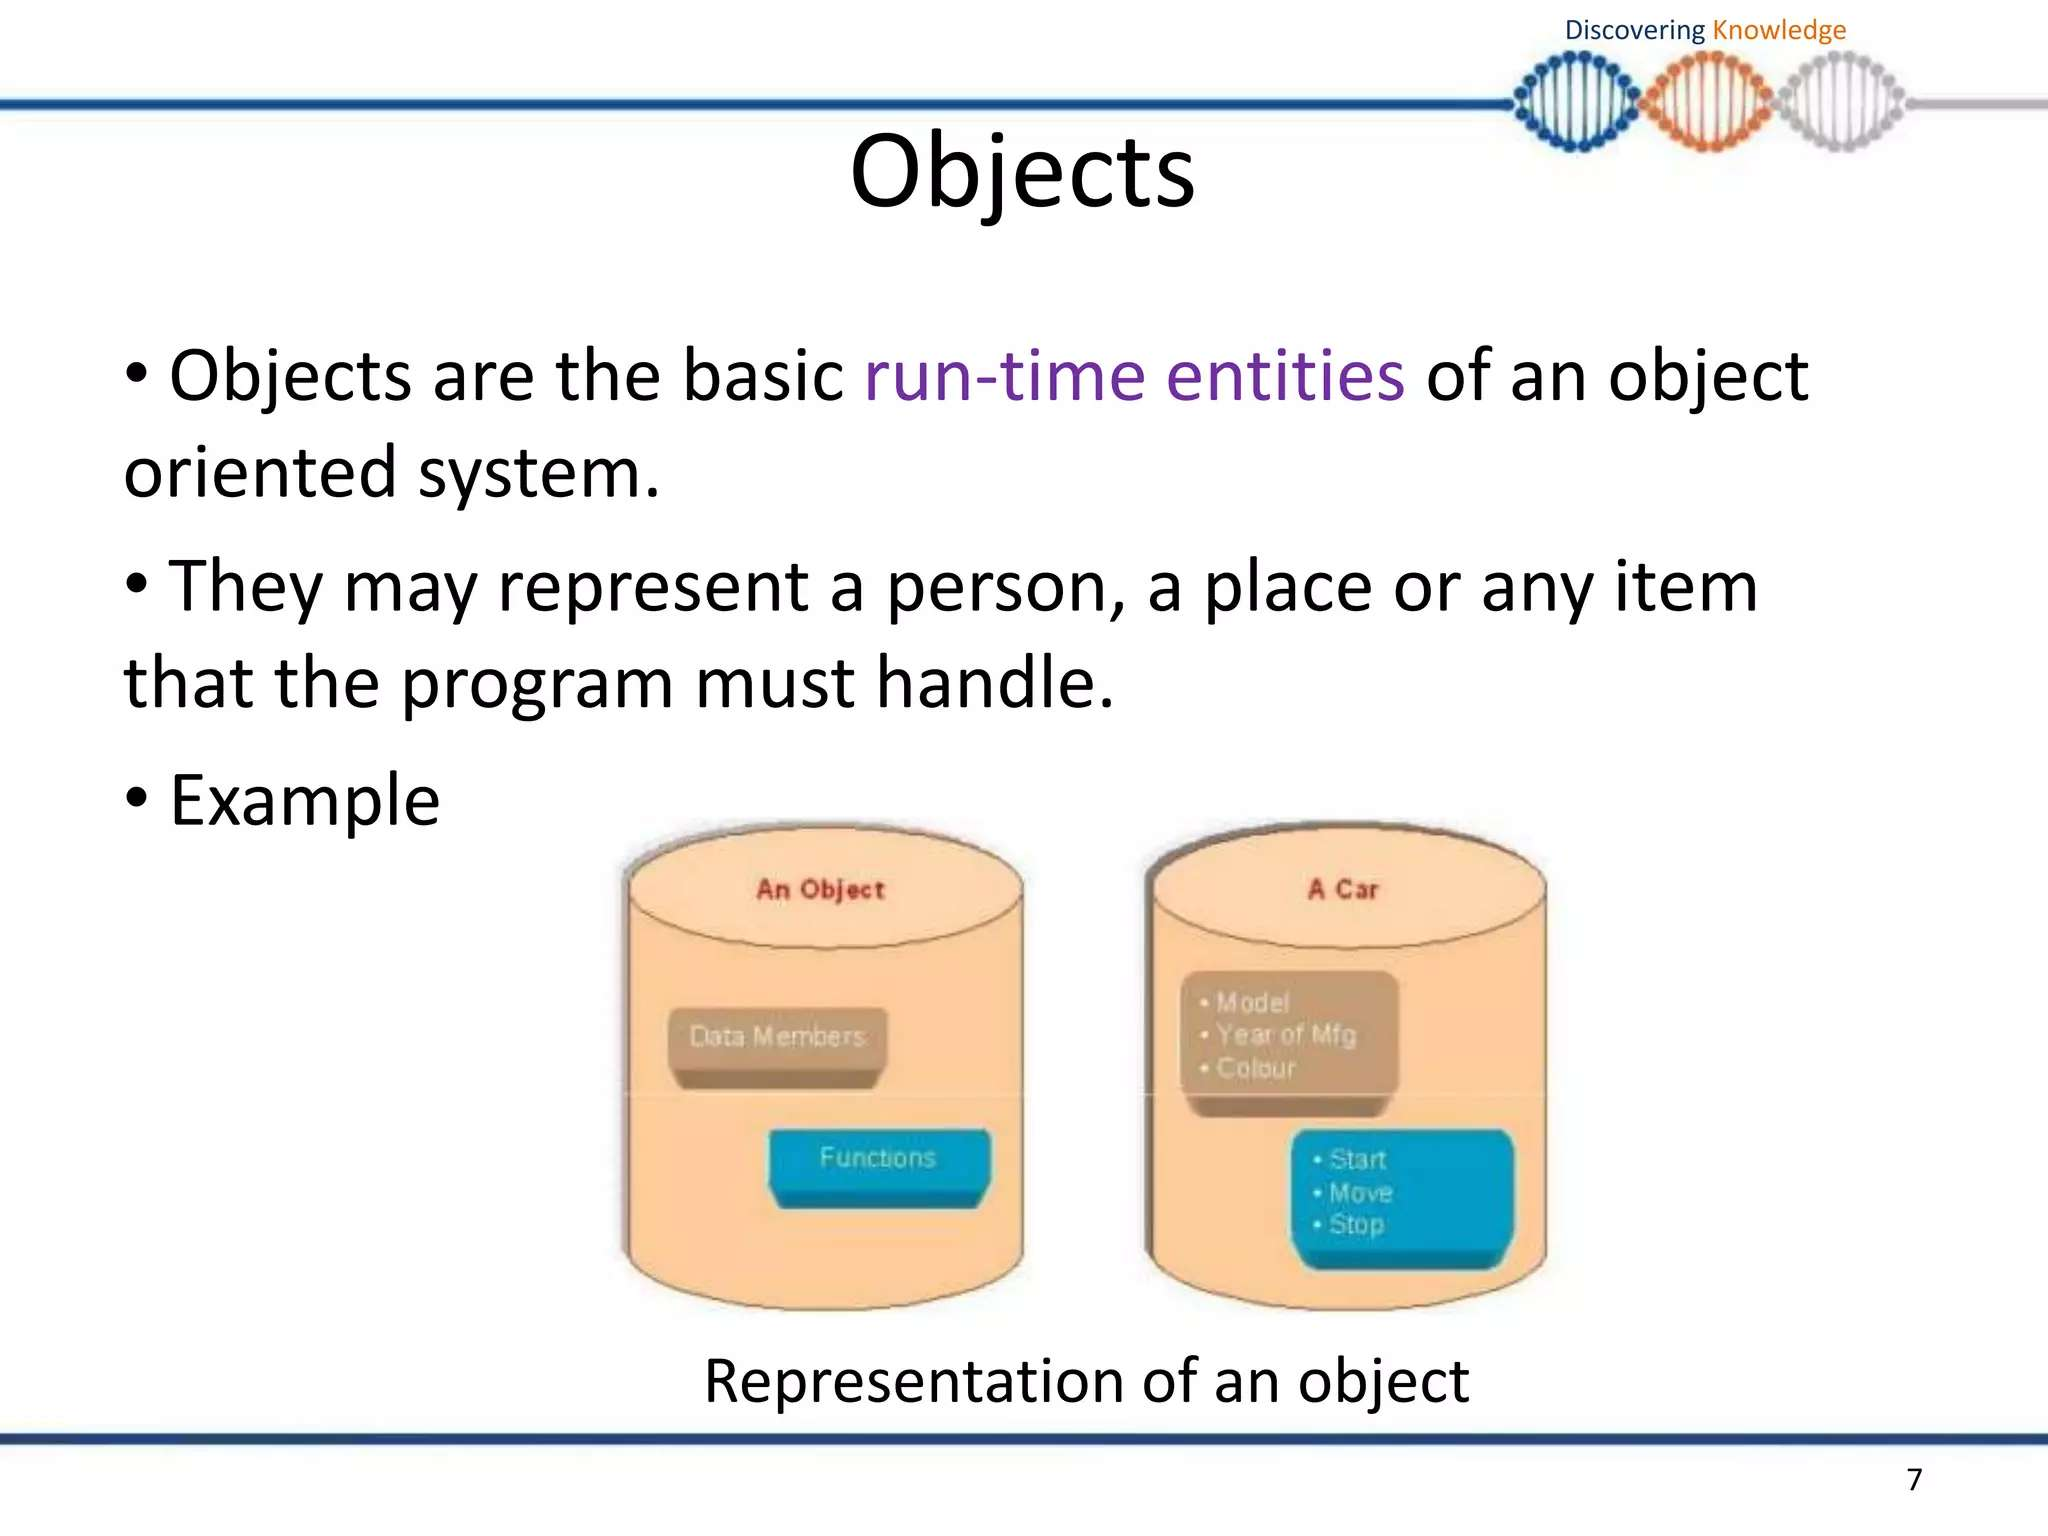 Discovering Knowledge
Objects
• Objects are the basic run-time entities of an object
oriented system.
• They may represent a person, a place or any item
that the program must handle.
• Example
An Object
Data Members
Functions
A Car
• Model
• Year of Mfg
• Colour
• Start
• Move
• Stop
Representation of an object
7